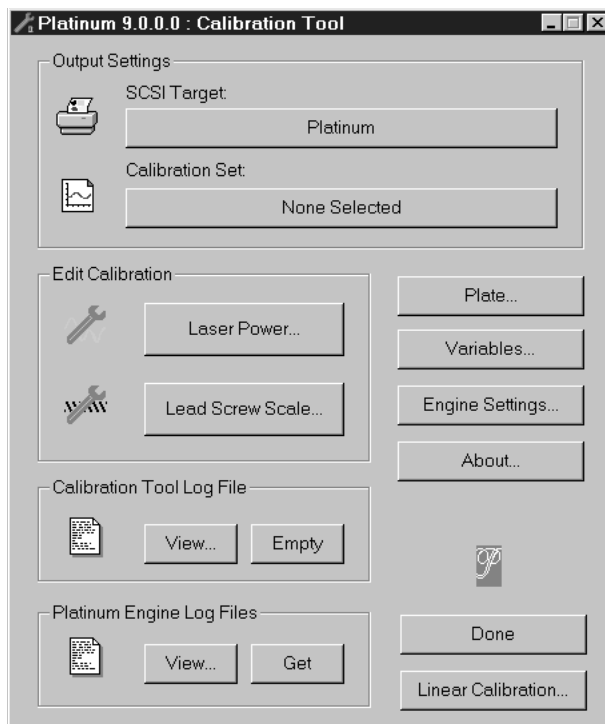 Platinum 9.0.0.0 : Calibration Tool
Output Settings
SCSI Target:
Platinum
Calibration Set:
None Selected
Edit Calibration
Laser Power...
Lead Screw Scale...
Plate...
Variables...
Engine Settings...
About...
Calibration Tool Log File
View... Empty
P
Platinum Engine Log Files
View... Get
Done
Linear Calibration...